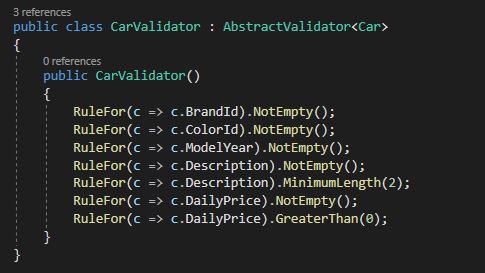 3 references
public class CarValidator : AbstractValidator<Car>
{
0 references
public CarValidator()
{
RuleFor(c => c.BrandId).NotEmpty();
RuleFor(c => c.ColorId).NotEmpty();
RuleFor(c => c.ModelYear).NotEmpty();
RuleFor(c => c.Description).NotEmpty();
RuleFor(c => c.Description).MinimumLength(2);
RuleFor(c => c.DailyPrice).NotEmpty();
RuleFor(c => c.DailyPrice).GreaterThan(0);
}
}